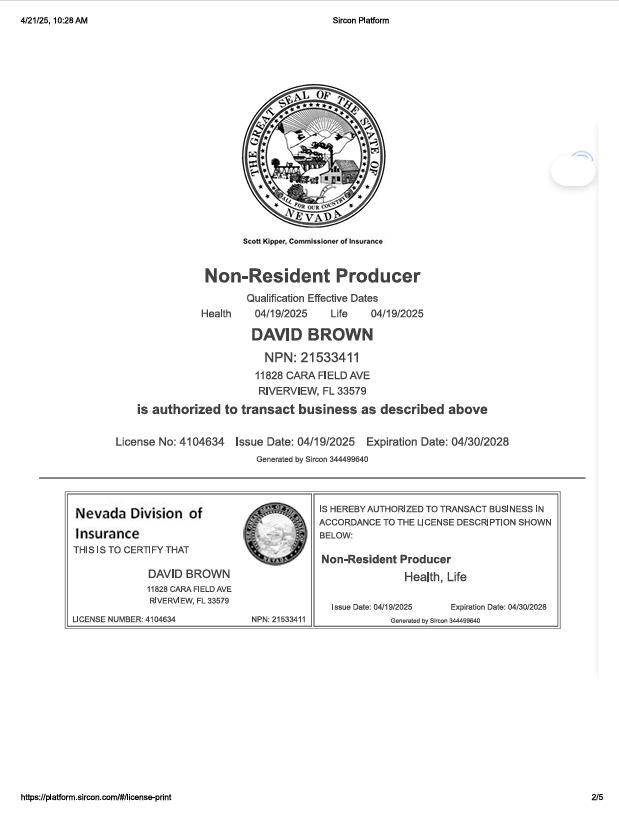 4/21/25, 10:28 AM Sircon Platform
THE GREAT SEAL OF THE STATE OF
ALL FOR OUR COUNTRY
NEVADA
Scott Kipper, Commissioner of Insurance
Non-Resident Producer
Qualification Effective Dates
Health 04/19/2025 Life 04/19/2025
DAVID BROWN
NPN: 21533411
11828 CARA FIELD AVE
RIVERVIEW, FL 33579
is authorized to transact business as described above
License No: 4104634 Issue Date: 04/19/2025 Expiration Date: 04/30/2028
Generated by Sircon 344499640
Nevada Division of
Insurance
THIS IS TO CERTIFY THAT
DAVID BROWN
11828 CARA FIELD AVE
RIVERVIEW, FL 33579
LICENSE NUMBER: 4104634 NPN: 21533411
IS HEREBY AUTHORIZED TO TRANSACT BUSINESS IN
ACCORDANCE TO THE LICENSE DESCRIPTION SHOWN
BELOW:
Non-Resident Producer
Health, Life
Issue Date: 04/19/2025 Expiration Date: 04/30/2028
Generated by Sircon 344499640
https://platform.sircon.com/#/license-print 2/5